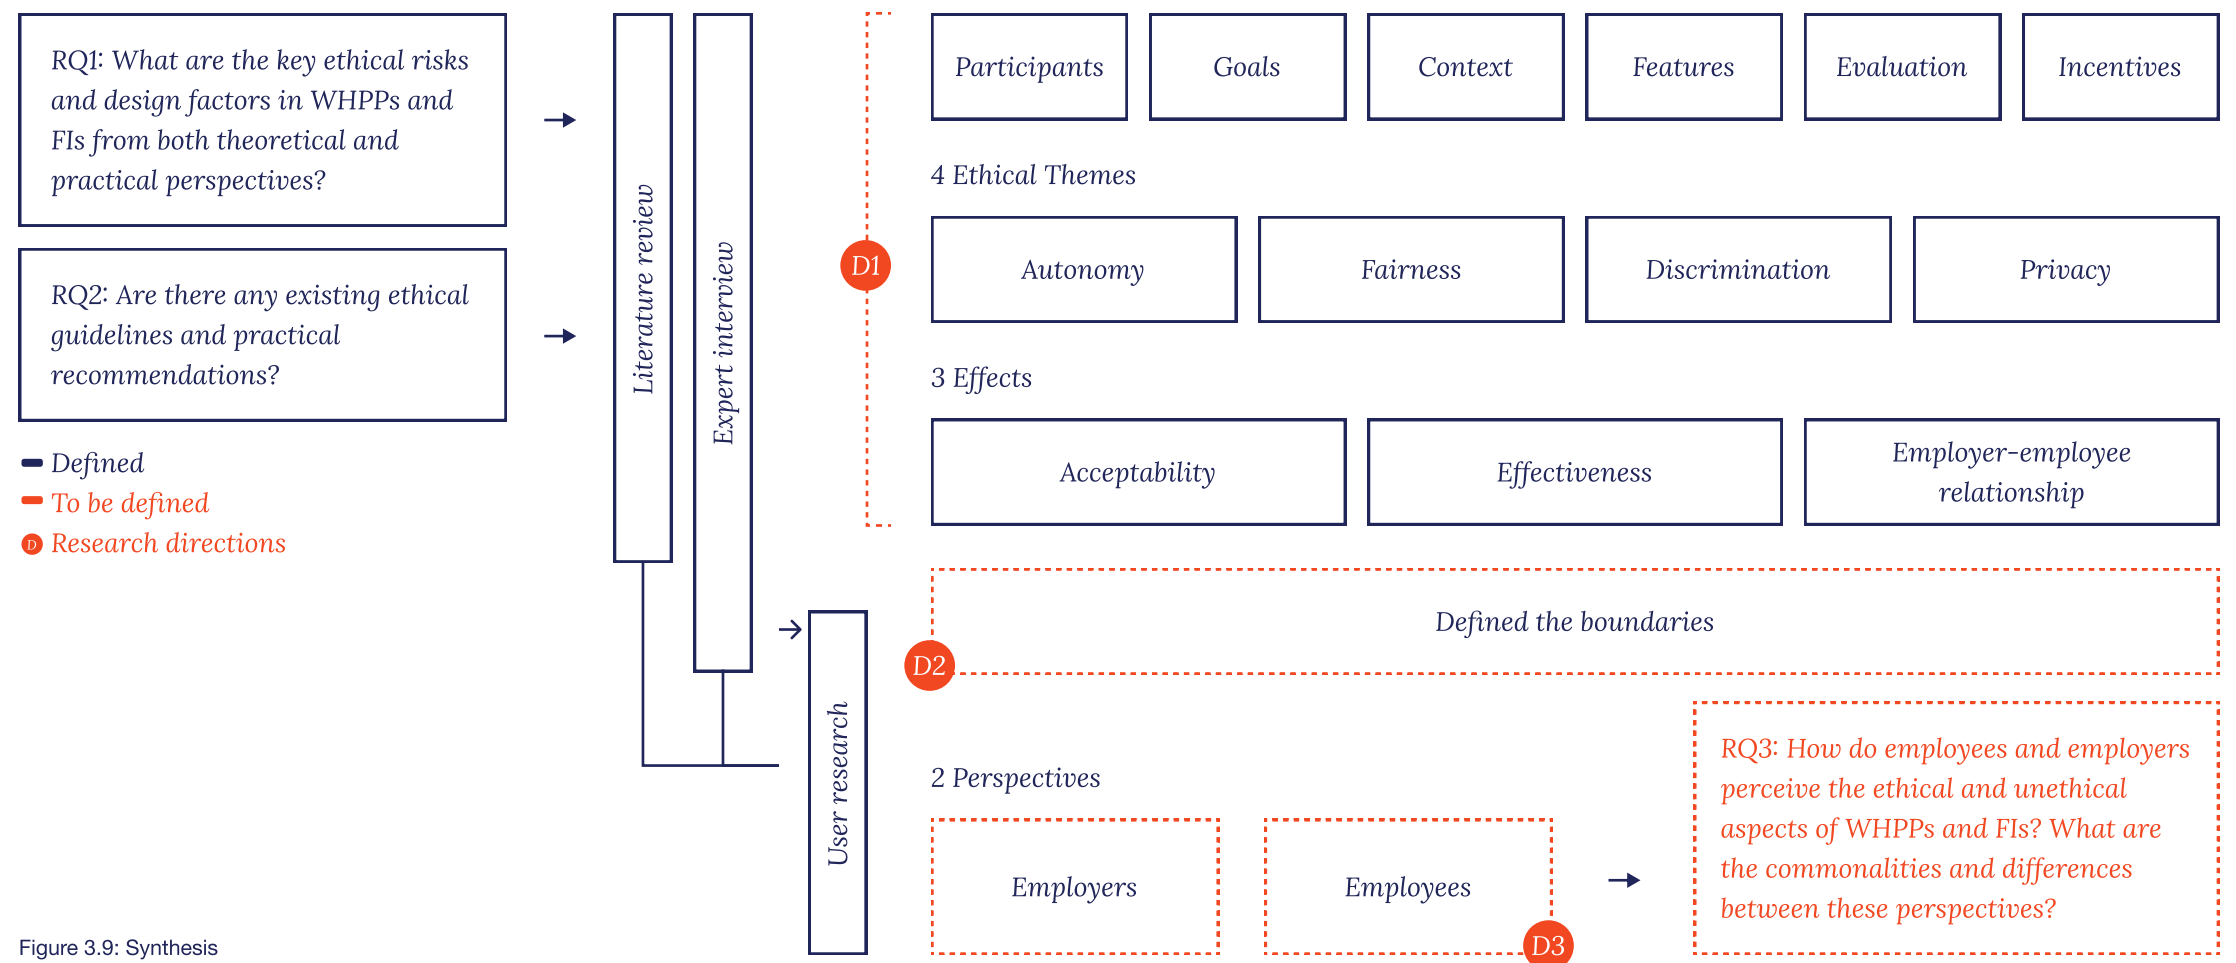 RQ1: What are the key ethical risks
and design factors in WHPPs and
FIs from both theoretical and
practical perspectives?
RQ2: Are there any existing ethical
guidelines and practical
recommendations?
Defined
To be defined
D Research directions
Literature review
Expert interview
User research
D1
Participants
Goals
Context
Features
Evaluation
Incentives
4 Ethical Themes
Autonomy
Fairness
Discrimination
Privacy
3 Effects
Acceptability
Effectiveness
Employer-employee
relationship
Defined the boundaries
D2
2 Perspectives
Employers
Employees
D3
RQ3: How do employees and employers
perceive the ethical and unethical
aspects of WHPPs and FIs? What are
the commonalities and differences
between these perspectives?
Figure 3.9: Synthesis